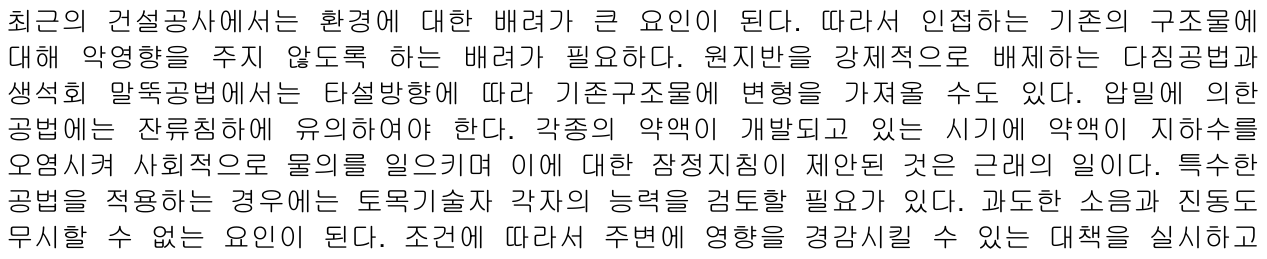 최근의 건설공사에서는 환경에 대한 배려가 큰 요인이 된다. 따라서 인접하는 기존의 구조물에
대해 악영향을 주지 않도록 하는 배려가 필요하다. 원지반을 강제적으로 배제하는 다짐공법과
생석회 말뚝공법에서는 타설방향에 따라 기존구조물에 변형을 가져올 수도 있다. 압밀에 의한
공법에는 잔류침하에 유의하여야 한다. 각종의 약액이 개발되고 있는 시기에 약액이 지하수를
오염시켜 사회적으로 물의를 일으키며 이에 대한 잠정지침이 제안된 것은 근래의 일이다. 특수한
공법을 적용하는 경우에는 토목기술자 각자의 능력을 검토할 필요가 있다. 과도한 소음과 진동도
무시할 수 없는 요인이 된다. 조건에 따라서 주변에 영향을 경감시킬 수 있는 대책을 실시하고